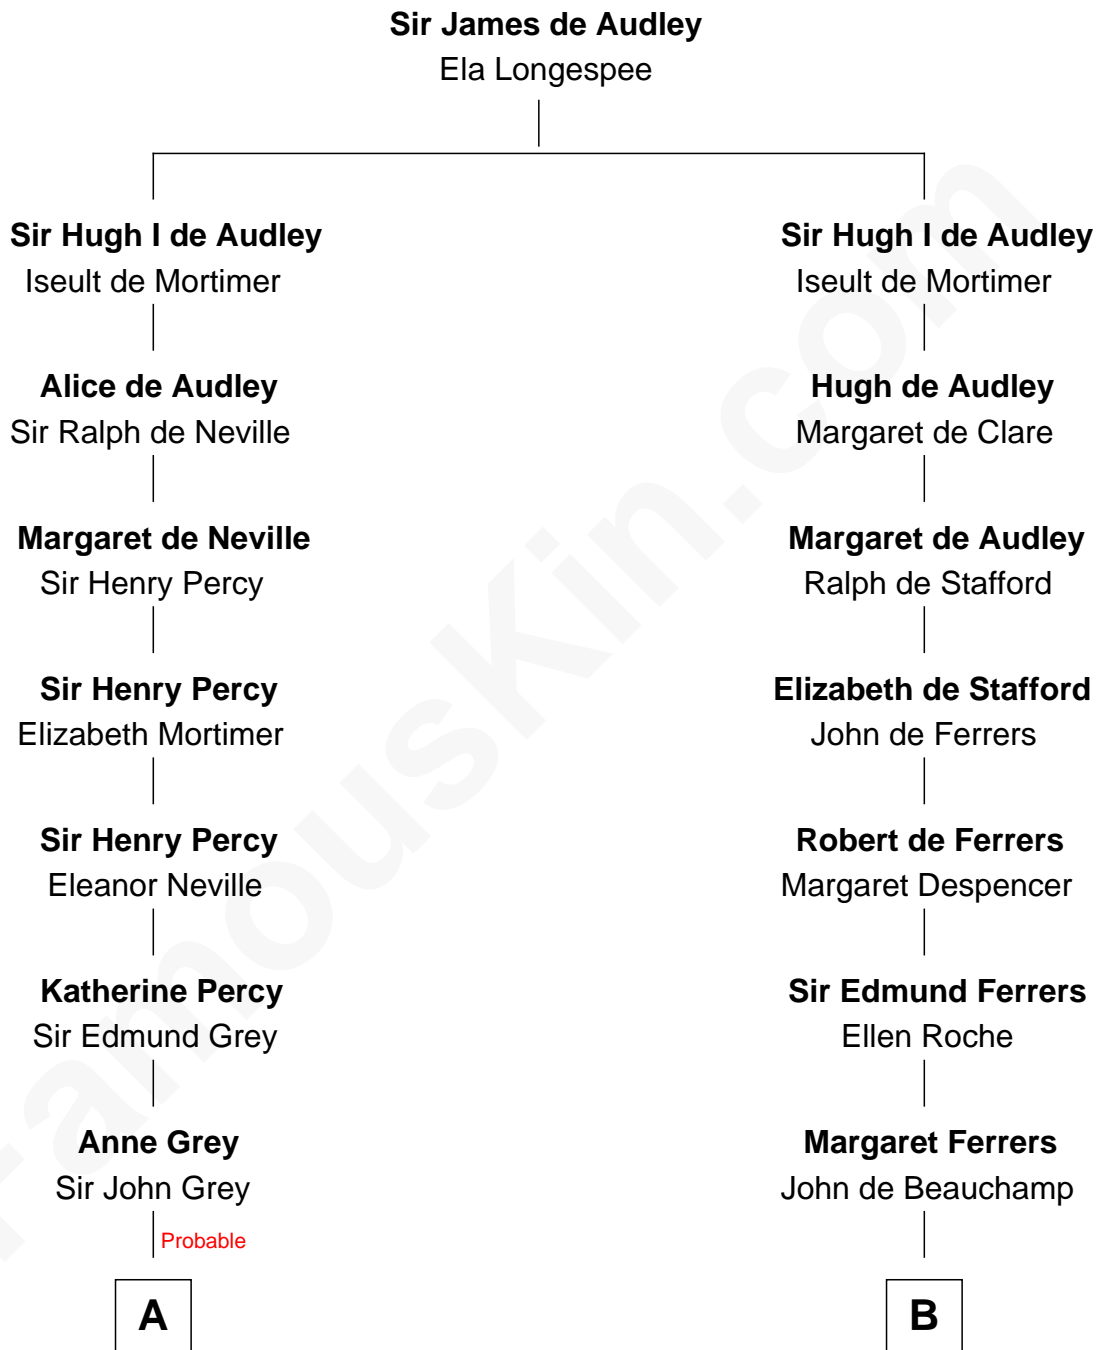 Sir James de Audley
Ela Longespee
Sir Hugh I de Audley
Iseult de Mortimer
Sir Hugh I de Audley
Iseult de Mortimer
Alice de Audley
Sir Ralph de Neville
Hugh de Audley
Margaret de Clare
Margaret de Neville
Sir Henry Percy
Margaret de Audley
Ralph de Stafford
Sir Henry Percy
Elizabeth Mortimer
Elizabeth de Stafford
John de Ferrers
Sir Henry Percy
Eleanor Neville
Robert de Ferrers
Margaret Despencer
Katherine Percy
Sir Edmund Grey
Sir Edmund Ferrers
Ellen Roche
Anne Grey
Sir John Grey
Margaret Ferrers
John de Beauchamp
Probable
A
B
FamousKin.com